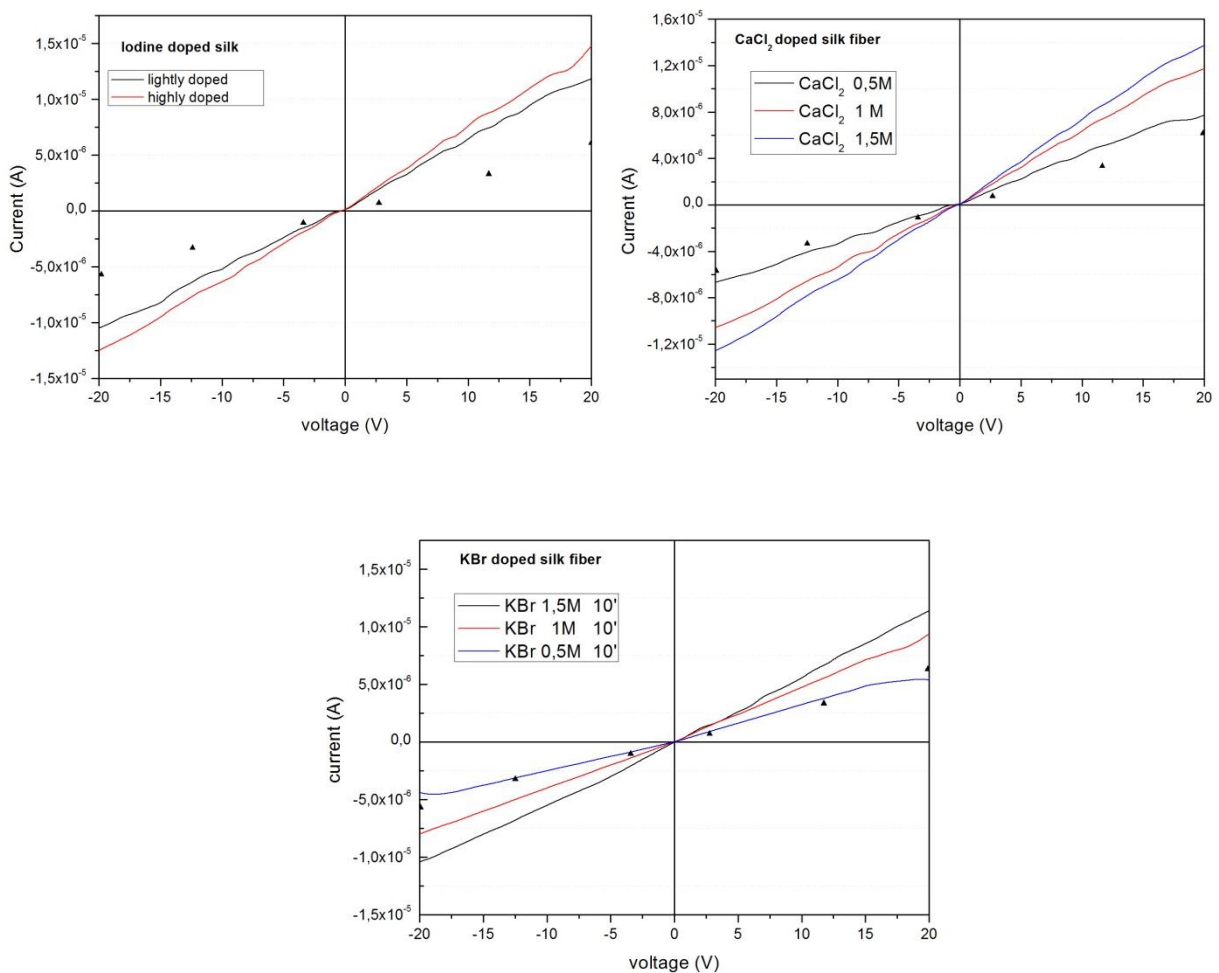 Iodine doped silk
lightly doped
highly doped
1,5x10⁻⁵
1,0x10⁻⁵
5,0x10⁻⁶
0,0
-5,0x10⁻⁶
-1,0x10⁻⁵
-1,5x10⁻⁵
Current (A)
-20 -15 -10 -5 0 5 10 15 20
voltage (V)
CaCl₂ doped silk fiber
CaCl₂ 0,5M
CaCl₂ 1 M
CaCl₂ 1,5M
1,6x10⁻⁵
1,2x10⁻⁵
8,0x10⁻⁶
4,0x10⁻⁶
0,0
-4,0x10⁻⁶
-8,0x10⁻⁶
-1,2x10⁻⁵
Current (A)
-20 -15 -10 -5 0 5 10 15 20
voltage (V)
KBr doped silk fiber
KBr 1,5M 10'
KBr 1M 10'
KBr 0,5M 10'
1,5x10⁻⁵
1,0x10⁻⁵
5,0x10⁻⁶
0,0
-5,0x10⁻⁶
-1,0x10⁻⁵
-1,5x10⁻⁵
current (A)
-20 -15 -10 -5 0 5 10 15 20
voltage (V)